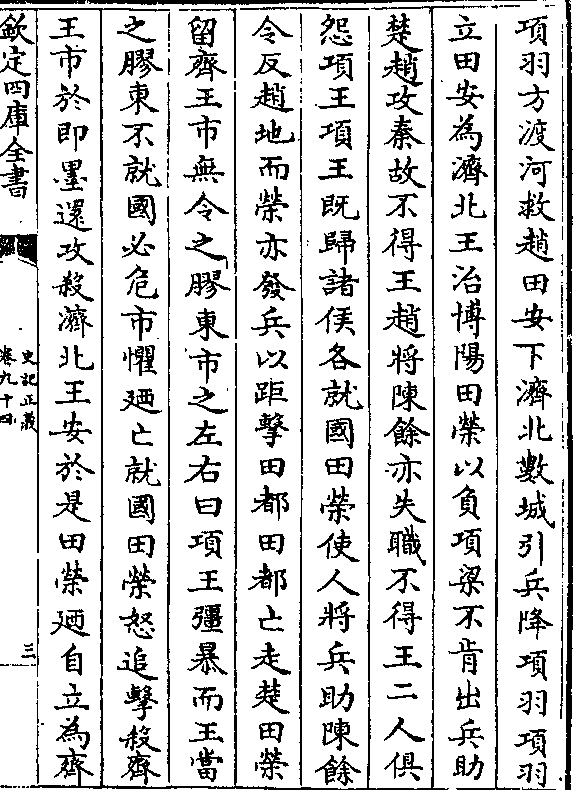 項羽方渡河救趙田安下濟北數城引兵降項羽項羽
立田安為濟北王治博陽田榮以負項梁不肯出兵助
楚趙攻秦故不得王趙將陳餘亦失職不得王二人俱
怨項王項王既歸諸侯各就國田榮使人將兵助陳餘
令反趙地而榮亦發兵以距擊田都田都亡走楚田榮
留齊王市無令之膠東市之左右曰項王彊暴而王當
之膠東不就國必危市懼廼亡就國田榮怒追擊殺齊
王市於即墨還攻殺濟北王安於是田榮廼自立為齊
欽定四庫全書
史記正義
卷九十四
三